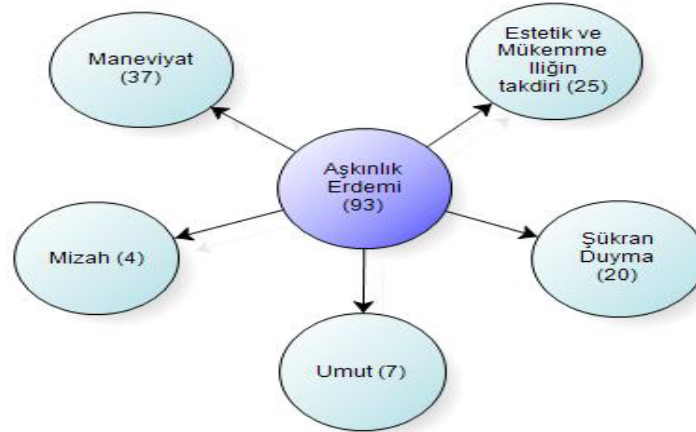 Maneviyat
(37)
Estetik ve
Mükemme
lliğin
takdiri (25)
Aşkınlık
Erdemi
(93)
Mizah (4)
Şükran
Duyma
(20)
Umut (7)